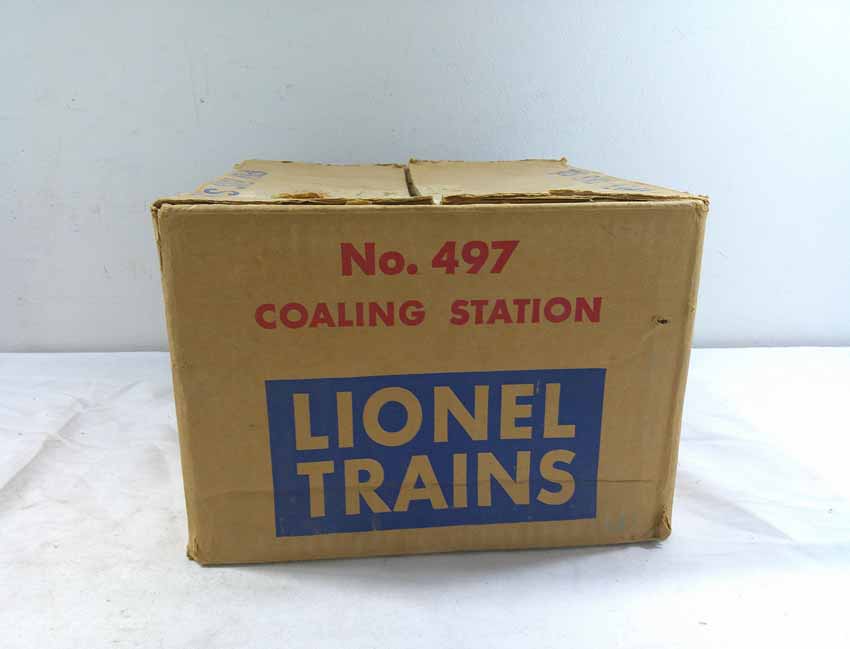 No. 497
COALING STATION
LIONEL
TRAINS